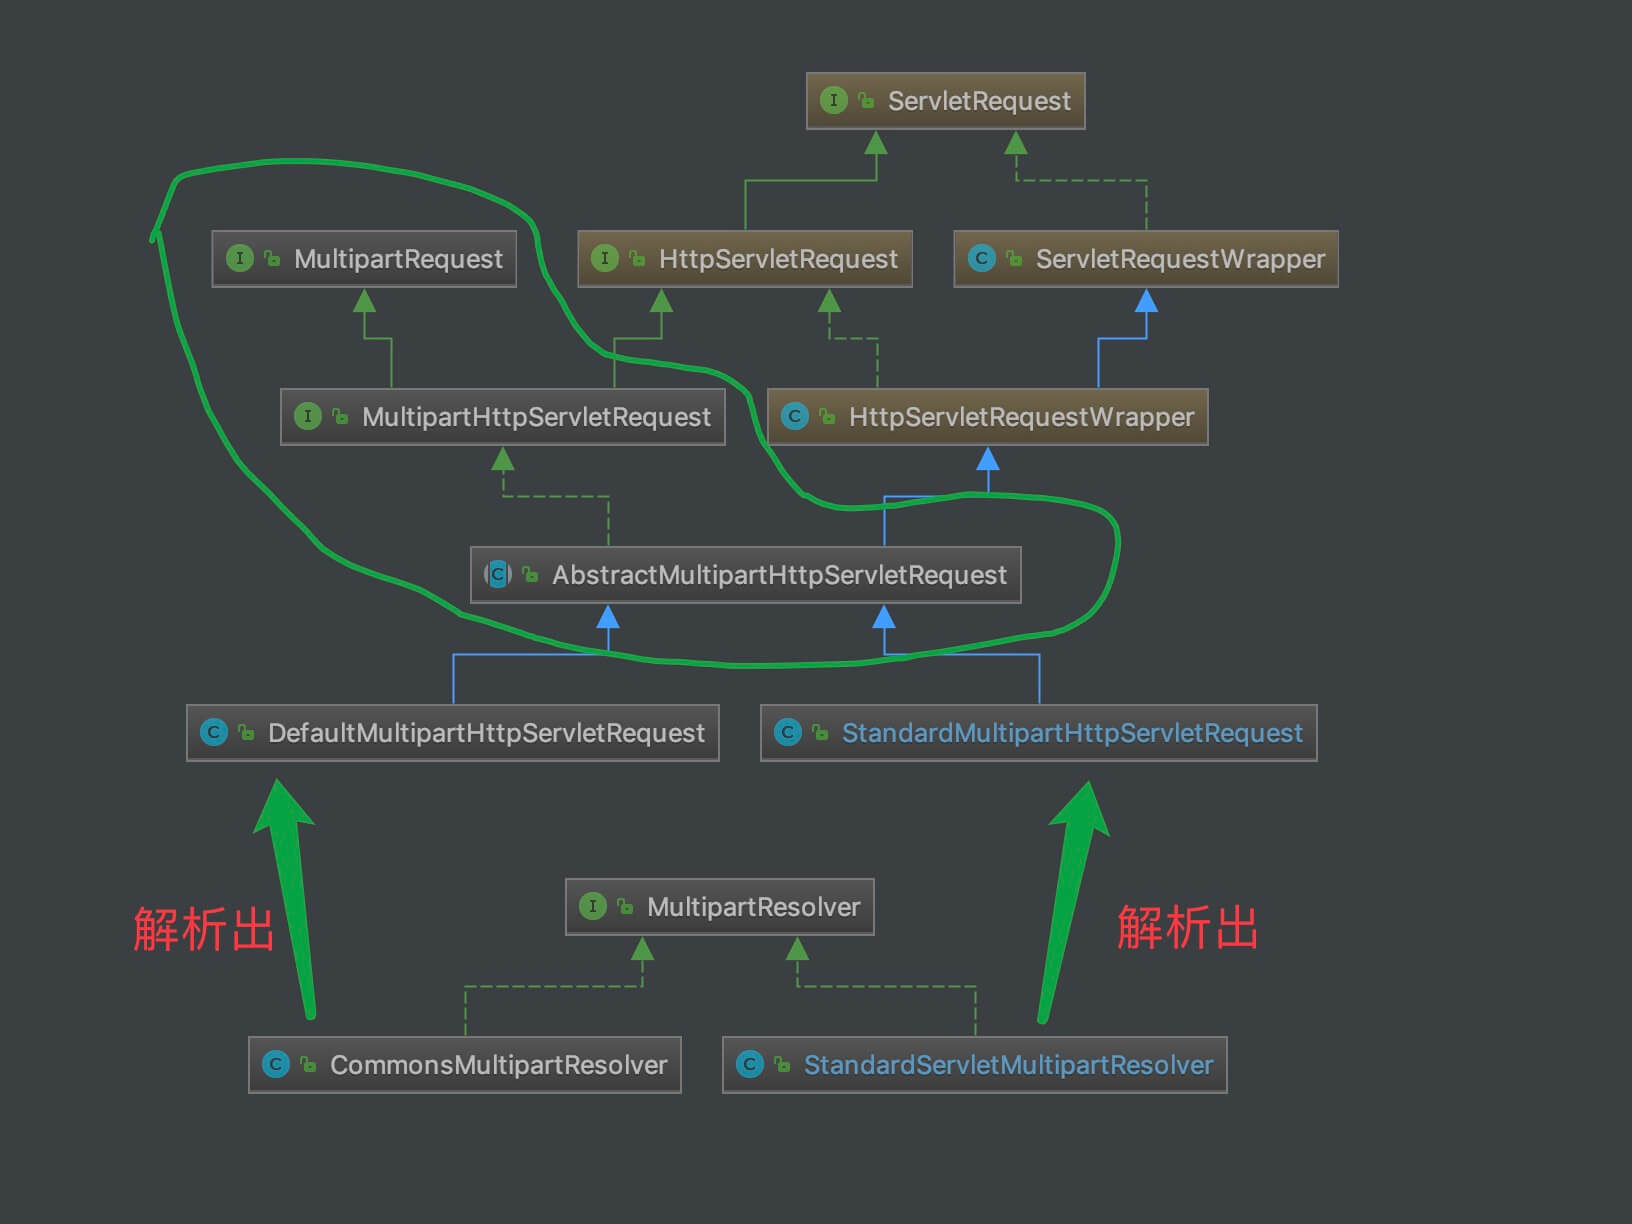 I ServletRequest
I MultipartRequest
I HttpServletRequest
C ServletRequestWrapper
I MultipartHttpServletRequest
C HttpServletRequestWrapper
C AbstractMultipartHttpServletRequest
C DefaultMultipartHttpServletRequest
C StandardMultipartHttpServletRequest
解析出
I MultipartResolver
解析出
C CommonsMultipartResolver
C StandardServletMultipartResolver